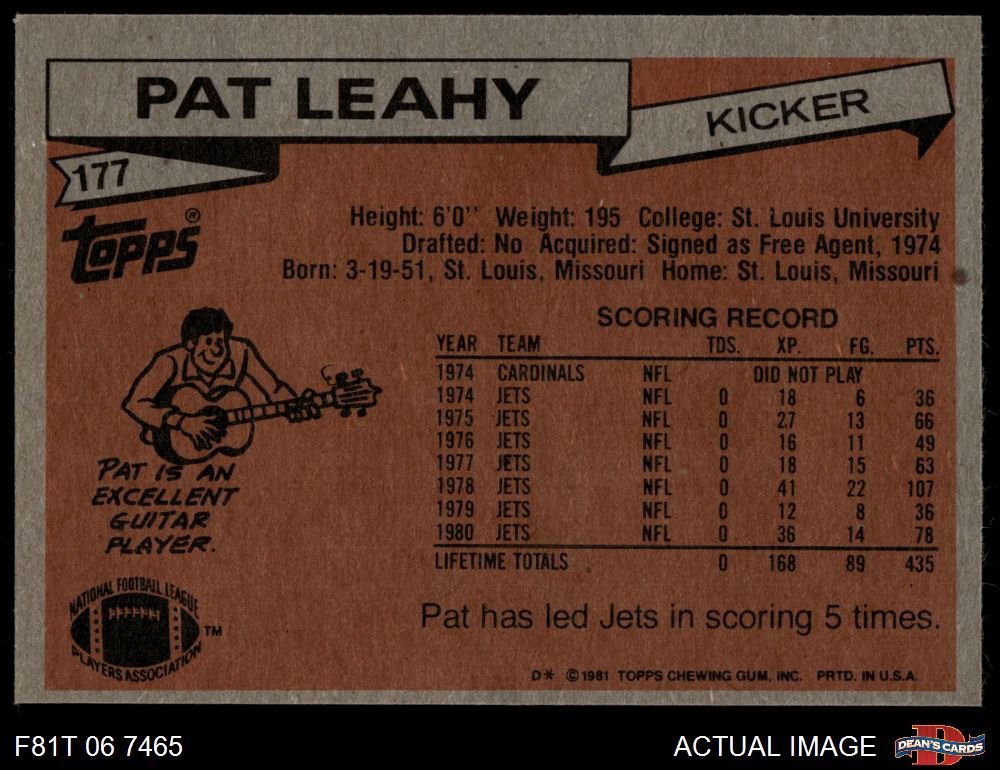 PAT LEAHY
KICKER
177
Topps®
Height: 6'0'' Weight: 195 College: St. Louis University
Drafted: No Acquired: Signed as Free Agent, 1974
Born: 3-19-51, St. Louis, Missouri Home: St. Louis, Missouri
SCORING RECORD
YEAR TEAM TDS. XP. FG. PTS.
1974 CARDINALS NFL DID NOT PLAY
1974 JETS NFL 0 18 6 36
1975 JETS NFL 0 27 13 66
1976 JETS NFL 0 16 11 49
1977 JETS NFL 0 18 15 63
1978 JETS NFL 0 41 22 107
1979 JETS NFL 0 12 8 36
1980 JETS NFL 0 36 14 78
LIFETIME TOTALS 0 168 89 435
PAT IS AN
EXCELLENT
GUITAR
PLAYER.
NATIONAL FOOTBALL LEAGUE
PLAYERS ASSOCIATION
TM
Pat has led Jets in scoring 5 times.
D* ©1981 TOPPS CHEWING GUM, INC. PRTD. IN U.S.A.
F81T 06 7465
ACTUAL IMAGE
D
DEAN'S CARDS